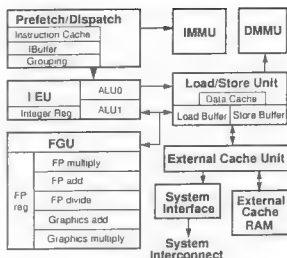 Prefetch/Dispatch
Instruction Cache
IBuffer
Grouping
IMMU
DMMU
IEU
ALU0
Integer Reg
ALU1
Load/Store Unit
Data Cache
Load Buffer
Store Buffer
FGU
FP reg
FP multiply
FP add
FP divide
Graphics add
Graphics multiply
External Cache Unit
System
Interface
External
Cache
RAM
System
Interconnect